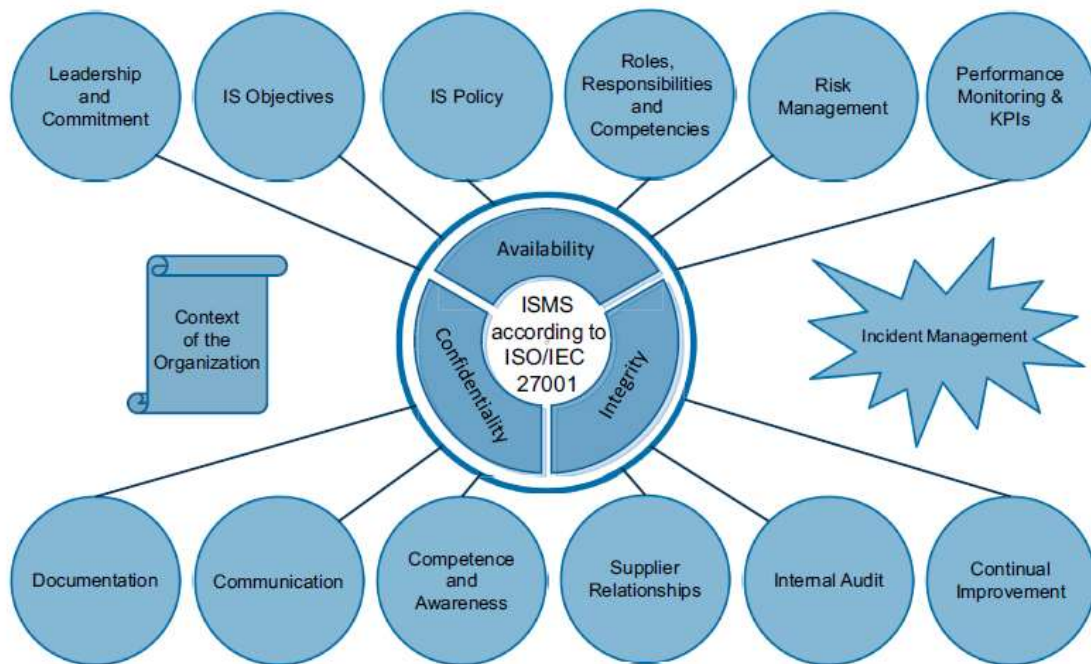 Leadership
and
Commitment
IS Objectives
IS Policy
Roles,
Responsibilities
and
Competencies
Risk
Management
Performance
Monitoring &
KPIs
Availability
Confidentiality
Integrity
ISMS
according to
ISO/IEC
27001
Context
of the
Organization
Incident Management
Documentation
Communication
Competence
and
Awareness
Supplier
Relationships
Internal Audit
Continual
Improvement